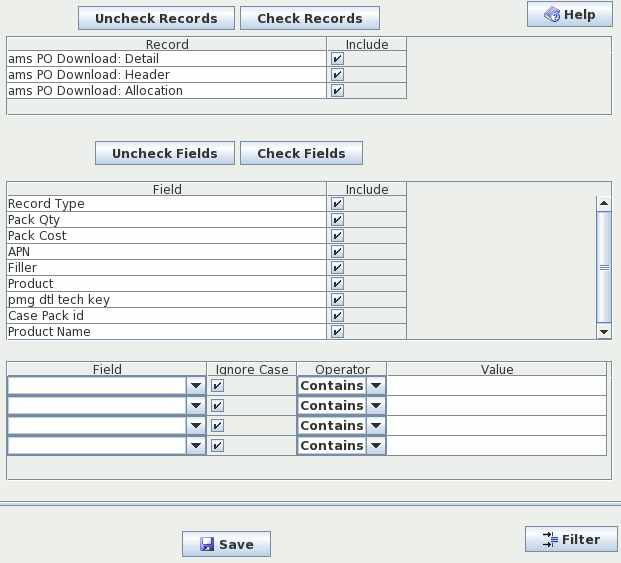 Uncheck Records Check Records Help
Record Include
ams PO Download: Detail
ams PO Download: Header
ams PO Download: Allocation
Uncheck Fields Check Fields
Field Include
Record Type
Pack Qty
Pack Cost
APN
Filler
Product
pmg dtl tech key
Case Pack id
Product Name
Field Ignore Case Operator Value
Contains
Contains
Contains
Contains
Save Filter